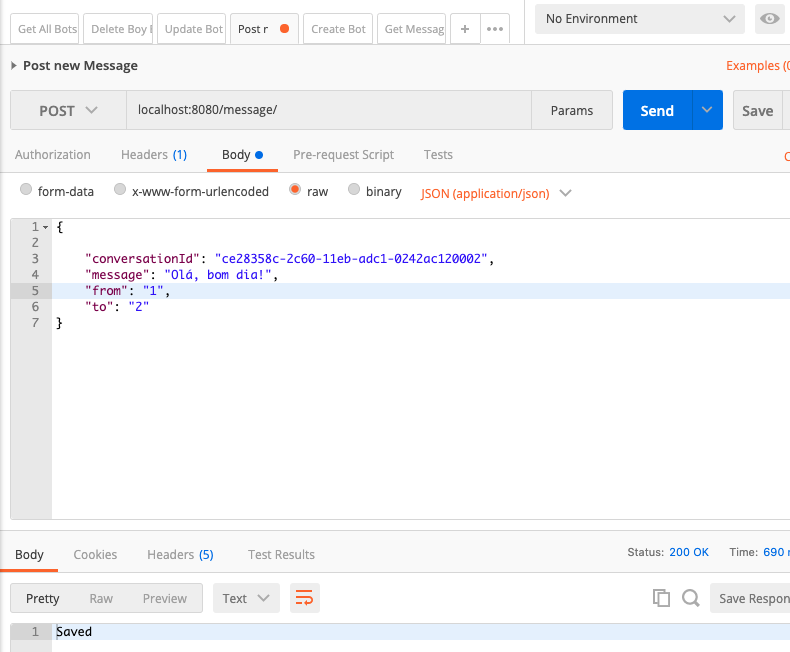 Get All Bots Delete Boy Update Bot Post r Create Bot Get Messag + ••• No Environment
Post new Message Examples (0
POST localhost:8080/message/ Params Send Save
Authorization Headers (1) Body Pre-request Script Tests C
form-data x-www-form-urlencoded raw binary JSON (application/json)
1 {
2
3 "conversationId": "ce28358c-2c60-11eb-adc1-0242ac120002",
4 "message": "Olá, bom dia!",
5 "from": "1",
6 "to": "2"
7 }
Body Cookies Headers (5) Test Results Status: 200 OK Time: 690 m
Pretty Raw Preview Text Save Respon
1 Saved